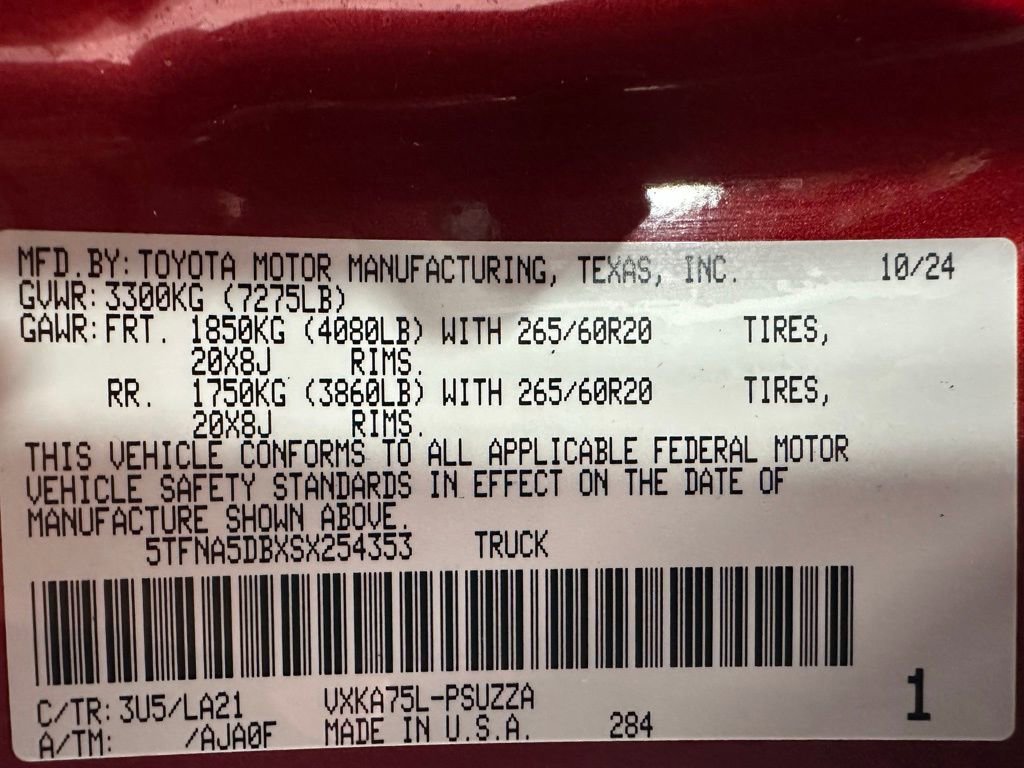 MFD.BY: TOYOTA MOTOR MANUFACTURING, TEXAS, INC. 10/24
GVWR: 3300KG (7275LB)
GAWR: FRT. 1850KG (4080LB) WITH 265/60R20 TIRES,
20X8J RIMS.
RR. 1750KG (3860LB) WITH 265/60R20 TIRES,
20X8J RIMS.
THIS VEHICLE CONFORMS TO ALL APPLICABLE FEDERAL MOTOR
VEHICLE SAFETY STANDARDS IN EFFECT ON THE DATE OF
MANUFACTURE SHOWN ABOVE.
5TFNA5DBXSX254353 TRUCK
C/TR: 3U5/LA21 VXKA75L-PSUZZA
A/TM: /AJA0F MADE IN U.S.A. 284 1